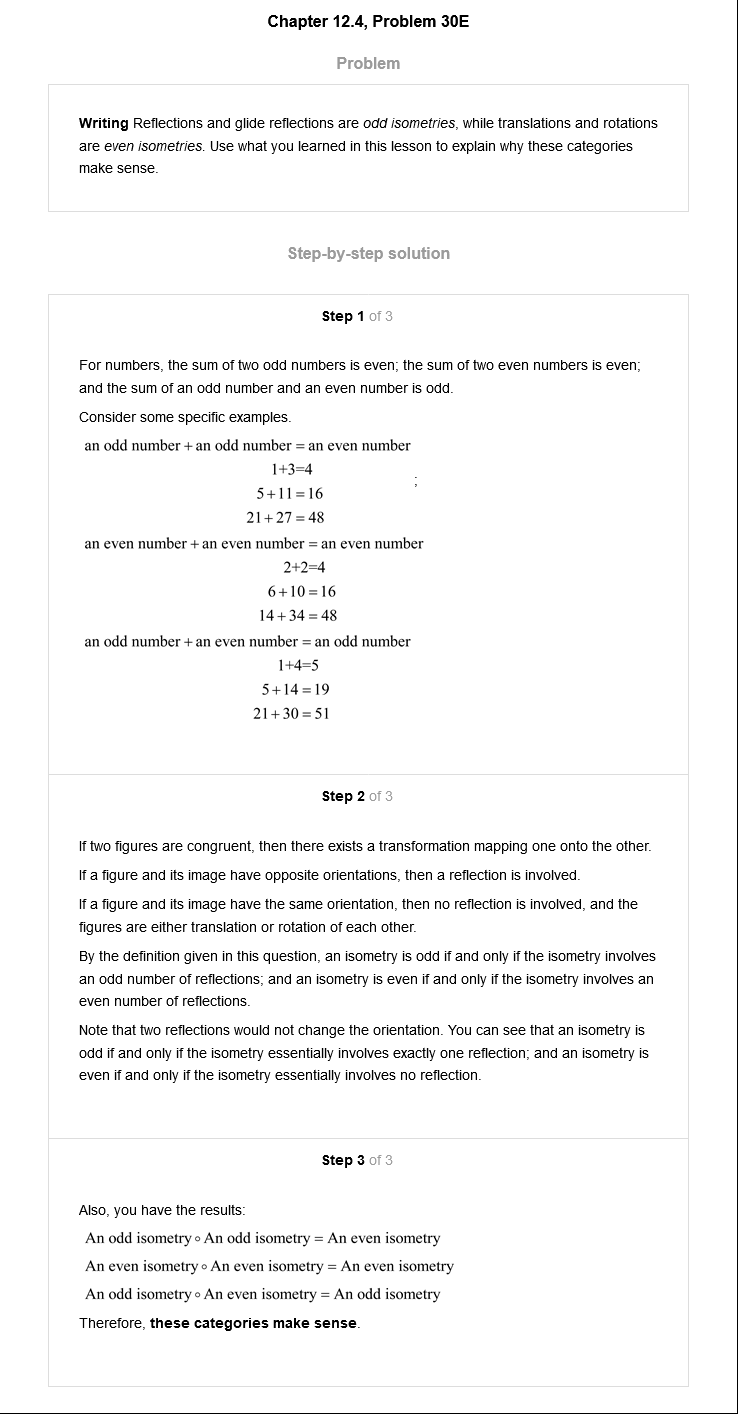 Chapter 12.4, Problem 30E
Problem
Writing Reflections and glide reflections are odd isometries, while translations and rotations
are even isometries. Use what you learned in this lesson to explain why these categories
make sense.
Step-by-step solution
Step 1 of 3
For numbers, the sum of two odd numbers is even; the sum of two even numbers is even;
and the sum of an odd number and an even number is odd.
Consider some specific examples.
an odd number + an odd number = an even number
1+3=4
;
5+11=16
21+27=48
an even number + an even number = an even number
2+2=4
6+10=16
14+34=48
an odd number + an even number = an odd number
1+4=5
5+14=19
21+30=51
Step 2 of 3
If two figures are congruent, then there exists a transformation mapping one onto the other.
If a figure and its image have opposite orientations, then a reflection is involved.
If a figure and its image have the same orientation, then no reflection is involved, and the
figures are either translation or rotation of each other.
By the definition given in this question, an isometry is odd if and only if the isometry involves
an odd number of reflections; and an isometry is even if and only if the isometry involves an
even number of reflections.
Note that two reflections would not change the orientation. You can see that an isometry is
odd if and only if the isometry essentially involves exactly one reflection; and an isometry is
even if and only if the isometry essentially involves no reflection.
Step 3 of 3
Also, you have the results:
An odd isometry ∘ An odd isometry = An even isometry
An even isometry ∘ An even isometry = An even isometry
An odd isometry ∘ An even isometry = An odd isometry
Therefore, these categories make sense.